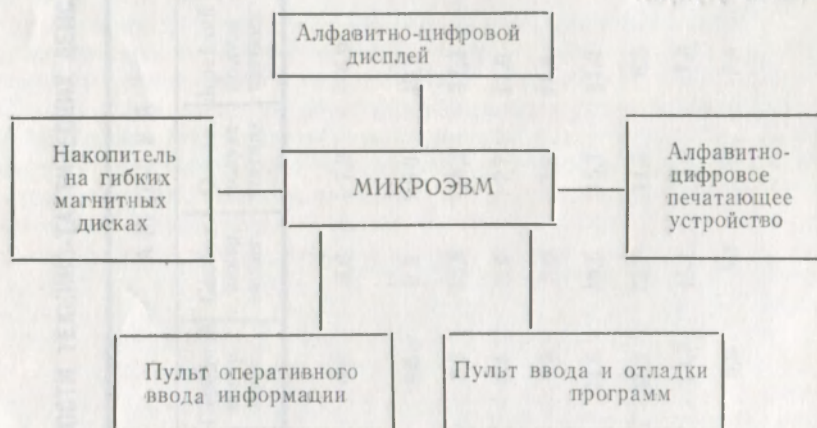 Алфавитно-цифровой
дисплей
Накопитель
на гибких
магнитных
дисках
МИКРОЭВМ
Алфавитно-
цифровое
печатающее
устройство
Пульт оперативного
ввода информации
Пульт ввода и отладки
программ